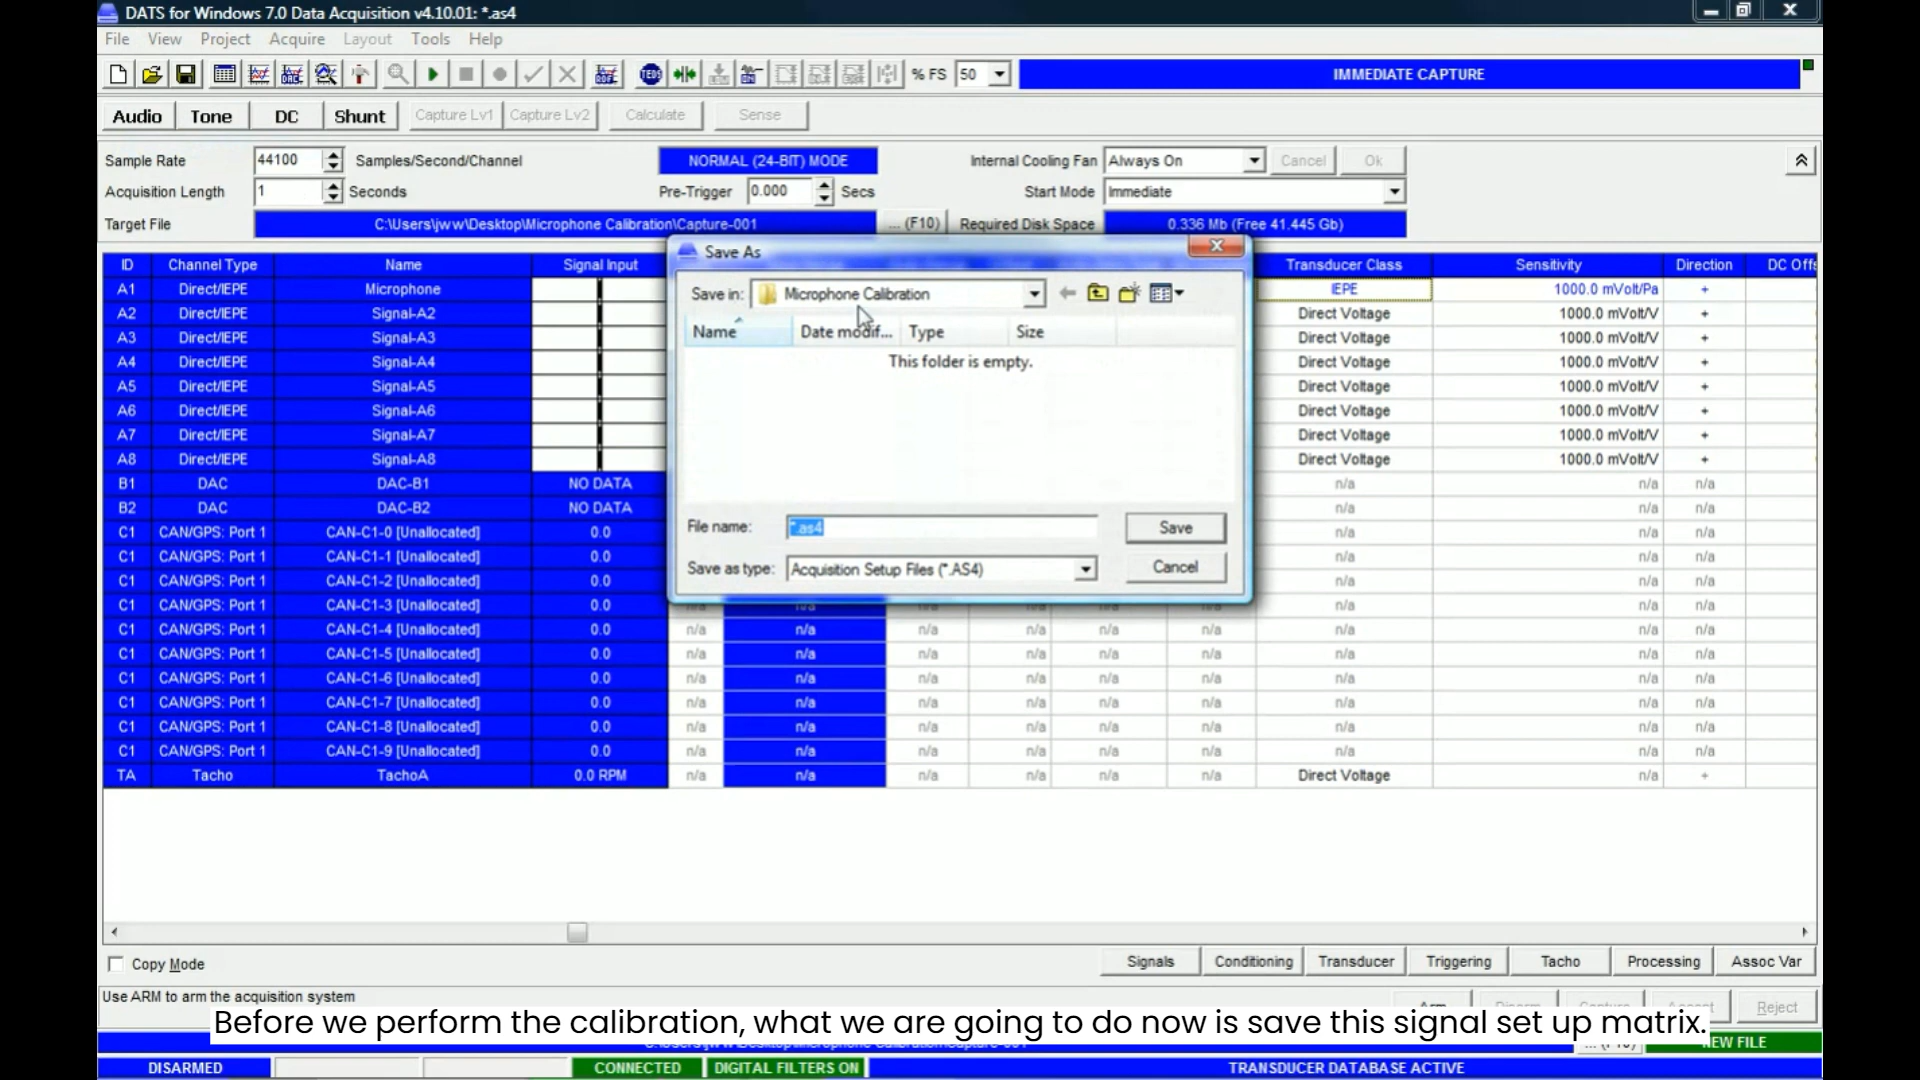 DATS for Windows 7.0 Data Acquisition v4.10.01: *.as4
File View Project Acquire Layout Tools Help
TEDS % FS 50 IMMEDIATE CAPTURE
Audio Tone DC Shunt Capture Lv1 Capture Lv2 Calculate Sense
Sample Rate 44100 Samples/Second/Channel NORMAL (24-BIT) MODE Internal Cooling Fan Always On Cancel Ok
Acquisition Length 1 Seconds Pre-Trigger 0.000 Secs Start Mode Immediate
Target File C:\Users\jww\Desktop\Microphone Calibration\Capture-001 ... (F10) Required Disk Space 0.336 Mb (Free 41.445 Gb)
Save As
ID Channel Type Name Signal Input Transducer Class Sensitivity Direction DC Offs
A1 Direct/IEPE Microphone IEPE 1000.0 mVolt/Pa +
A2 Direct/IEPE Signal-A2 Direct Voltage 1000.0 mVolt/V +
A3 Direct/IEPE Signal-A3 Direct Voltage 1000.0 mVolt/V +
A4 Direct/IEPE Signal-A4 Direct Voltage 1000.0 mVolt/V +
A5 Direct/IEPE Signal-A5 Direct Voltage 1000.0 mVolt/V +
A6 Direct/IEPE Signal-A6 Direct Voltage 1000.0 mVolt/V +
A7 Direct/IEPE Signal-A7 Direct Voltage 1000.0 mVolt/V +
A8 Direct/IEPE Signal-A8 Direct Voltage 1000.0 mVolt/V +
B1 DAC DAC-B1 NO DATA n/a n/a n/a
B2 DAC DAC-B2 NO DATA n/a n/a n/a
C1 CAN/GPS: Port 1 CAN-C1-0 [Unallocated] 0.0 n/a n/a n/a
C1 CAN/GPS: Port 1 CAN-C1-1 [Unallocated] 0.0 n/a n/a n/a
C1 CAN/GPS: Port 1 CAN-C1-2 [Unallocated] 0.0 n/a n/a n/a
C1 CAN/GPS: Port 1 CAN-C1-3 [Unallocated] 0.0 n/a n/a n/a n/a n/a n/a n/a n/a n/a
C1 CAN/GPS: Port 1 CAN-C1-4 [Unallocated] 0.0 n/a n/a n/a n/a n/a n/a n/a n/a n/a
C1 CAN/GPS: Port 1 CAN-C1-5 [Unallocated] 0.0 n/a n/a n/a n/a n/a n/a n/a n/a n/a
C1 CAN/GPS: Port 1 CAN-C1-6 [Unallocated] 0.0 n/a n/a n/a n/a n/a n/a n/a n/a n/a
C1 CAN/GPS: Port 1 CAN-C1-7 [Unallocated] 0.0 n/a n/a n/a n/a n/a n/a n/a n/a n/a
C1 CAN/GPS: Port 1 CAN-C1-8 [Unallocated] 0.0 n/a n/a n/a n/a n/a n/a n/a n/a n/a
C1 CAN/GPS: Port 1 CAN-C1-9 [Unallocated] 0.0 n/a n/a n/a n/a n/a n/a n/a n/a n/a
TA Tacho TachoA 0.0 RPM n/a n/a n/a n/a n/a n/a Direct Voltage n/a +
Save in: Microphone Calibration
Name Date modif... Type Size
This folder is empty.
File name: *.as4 Save
Save as type: Acquisition Setup Files (*.AS4) Cancel
Copy Mode Signals Conditioning Transducer Triggering Tacho Processing Assoc Var
Use ARM to arm the acquisition system Reject
Before we perform the calibration, what we are going to do now is save this signal set up matrix.
NEW FILE
DISARMED CONNECTED DIGITAL FILTERS ON TRANSDUCER DATABASE ACTIVE